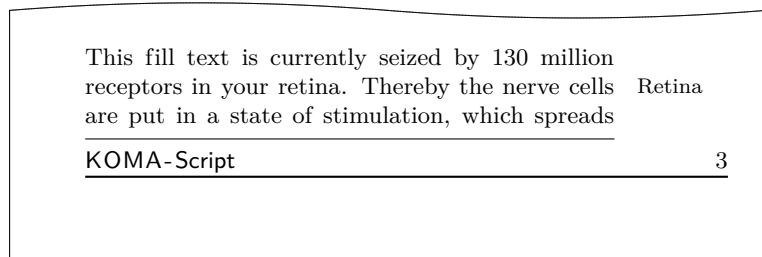 This fill text is currently seized by 130 million
receptors in your retina. Thereby the nerve cells Retina
are put in a state of stimulation, which spreads
KOMA-Script 3